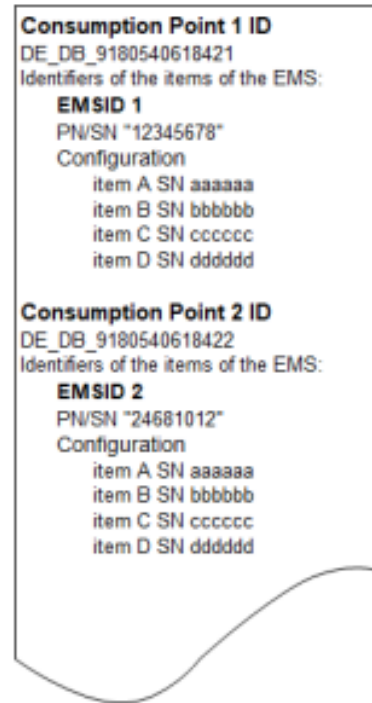 Consumption Point 1 ID
DE_DB_9180540618421
Identifiers of the items of the EMS:
EMSID 1
PN/SN "12345678"
Configuration
item A SN aaaaaa
item B SN bbbbbb
item C SN cccccc
item D SN dddddd
Consumption Point 2 ID
DE_DB_9180540618422
Identifiers of the items of the EMS:
EMSID 2
PN/SN "24681012"
Configuration
item A SN aaaaaa
item B SN bbbbbb
item C SN cccccc
item D SN dddddd